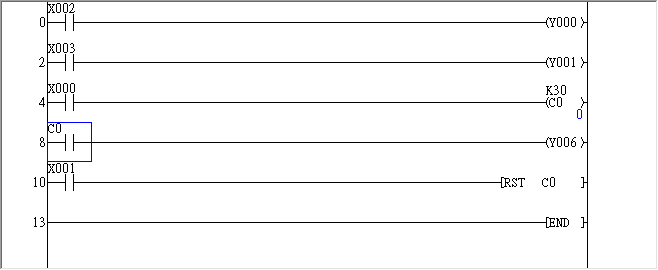 X002
0 (Y000)
X003
2 (Y001)
X000 K30
4 (C0)
0
C0
8 (Y006)
X001
10 [RST C0 ]
13 [END ]